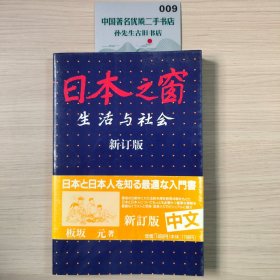 009
中国著名优质二手书店
孙先生古旧书店
日本之窗
生活与社会
新订版
日本と日本人を知る最適な入門書
新订版
中文
板坂 元著